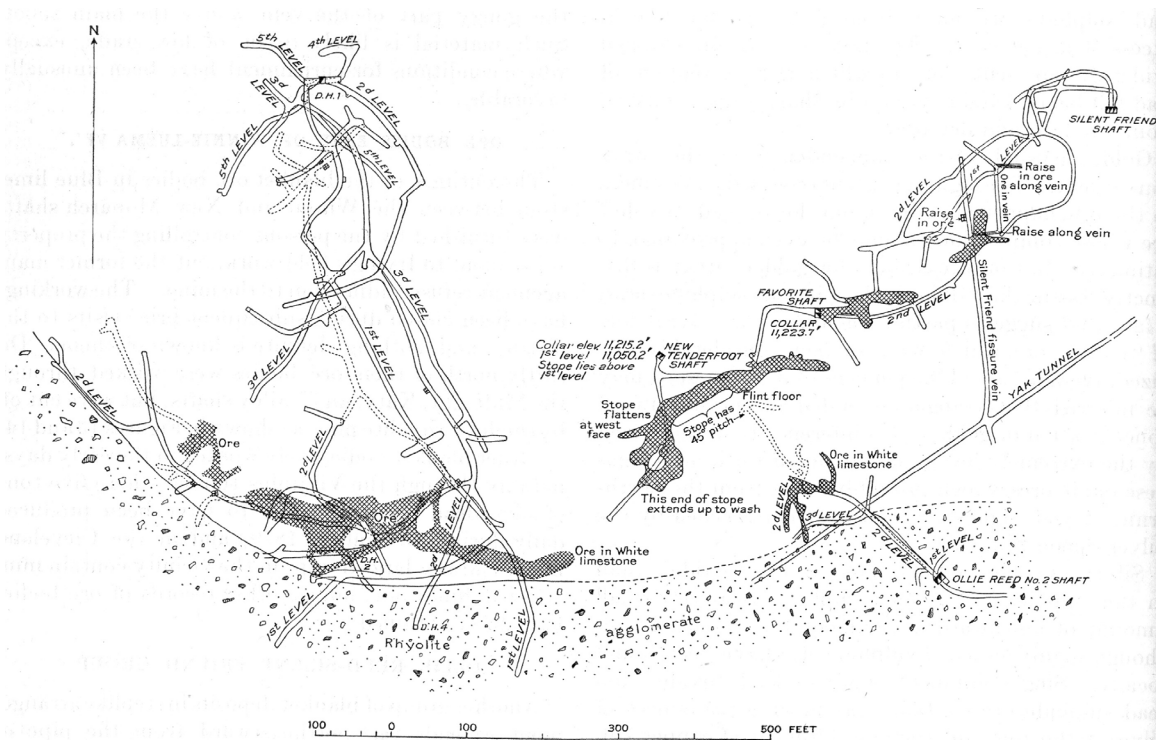 N
5th LEVEL
4th LEVEL
3d
LEVEL
2d LEVEL
D.H.1
5th LEVEL
5th LEVEL
SILENT FRIEND
SHAFT
LEVEL
Raise
in ore
along vein
2d LEVEL
Ore in vein
Raise
in ore
Raise along vein
3d LEVEL
1st LEVEL
3d LEVEL
FAVORITE
SHAFT
2nd LEVEL
COLLAR,
11,223.7'
Silent Friend fissure vein
Collar elev. 11,215.2'
1st level 11,050.2'
Stope lies above
1st level
NEW
TENDERFOOT
SHAFT
YAK TUNNEL
2d LEVEL
Stope
flattens
at west
face
Flint floor
Stope has
45° pitch
Ore
2d LEVEL
Ore in White
limestone
This end of stope
extends up to wash
2d LEVEL
3d LEVEL
Ore
1st LEVEL
2d LEVEL
1st LEVEL
D.H.
2
Ore in White
limestone
OLLIE REED No. 2 SHAFT
1st LEVEL
D.H.4
1st LEVEL
Rhyolite
agglomerate
100 0 100 300 500 FEET